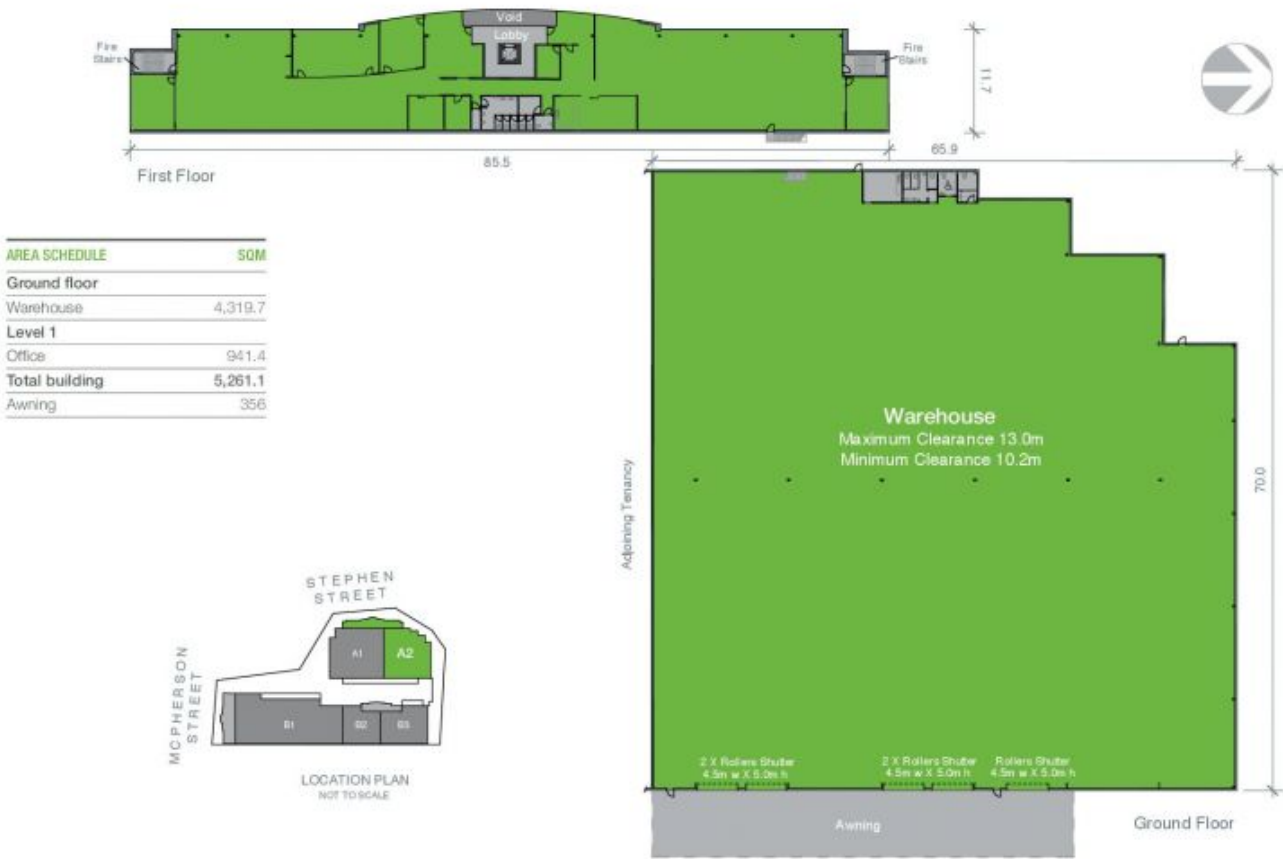 Void
Lobby
Fire
Stairs
Fire
Stairs
11.7
85.5
65.9
First Floor
AREA SCHEDULE SQM
Ground floor
Warehouse 4,319.7
Level 1
Office 941.4
Total building 5,261.1
Awning 356
Warehouse
Maximum Clearance 13.0m
Minimum Clearance 10.2m
Adjoining Tenancy
70.0
STEPHEN
STREET
MCPHERSON
STREET
A1
A2
B1
B2
B3
LOCATION PLAN
NOT TO SCALE
2 X Rollers Shutter
4.5m w X 5.0m h
2 X Rollers Shutter
4.5m w X 5.0m h
Rollers Shutter
4.5m w X 5.0m h
Awning
Ground Floor